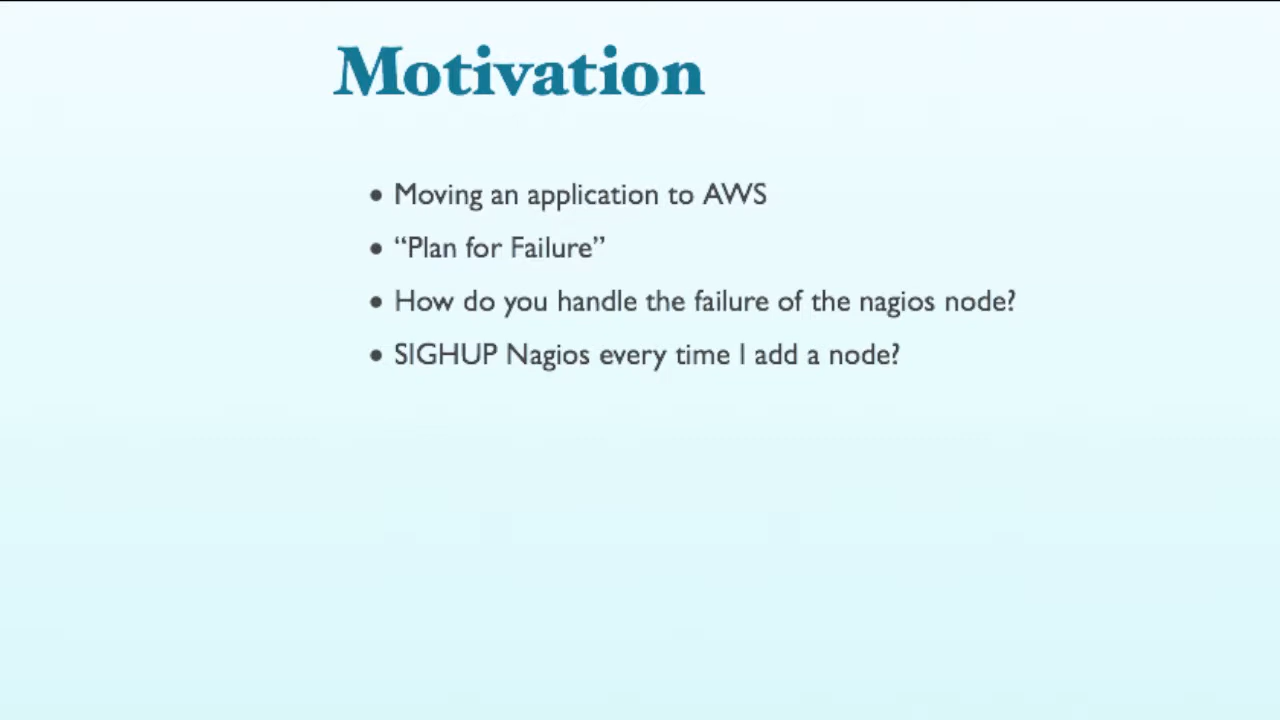 Motivation
• Moving an application to AWS
• “Plan for Failure”
• How do you handle the failure of the nagios node?
• SIGHUP Nagios every time I add a node?